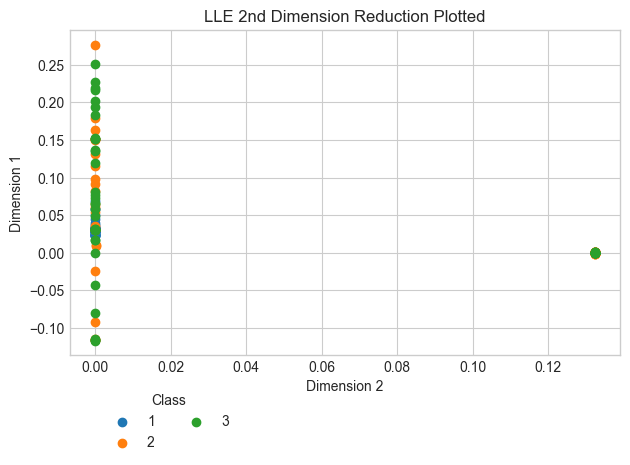 LLE 2nd Dimension Reduction Plotted
Dimension 1
0.25
0.20
0.15
0.10
0.05
0.00
−0.05
−0.10
0.00 0.02 0.04 0.06 0.08 0.10 0.12
Dimension 2
Class
1 3
2